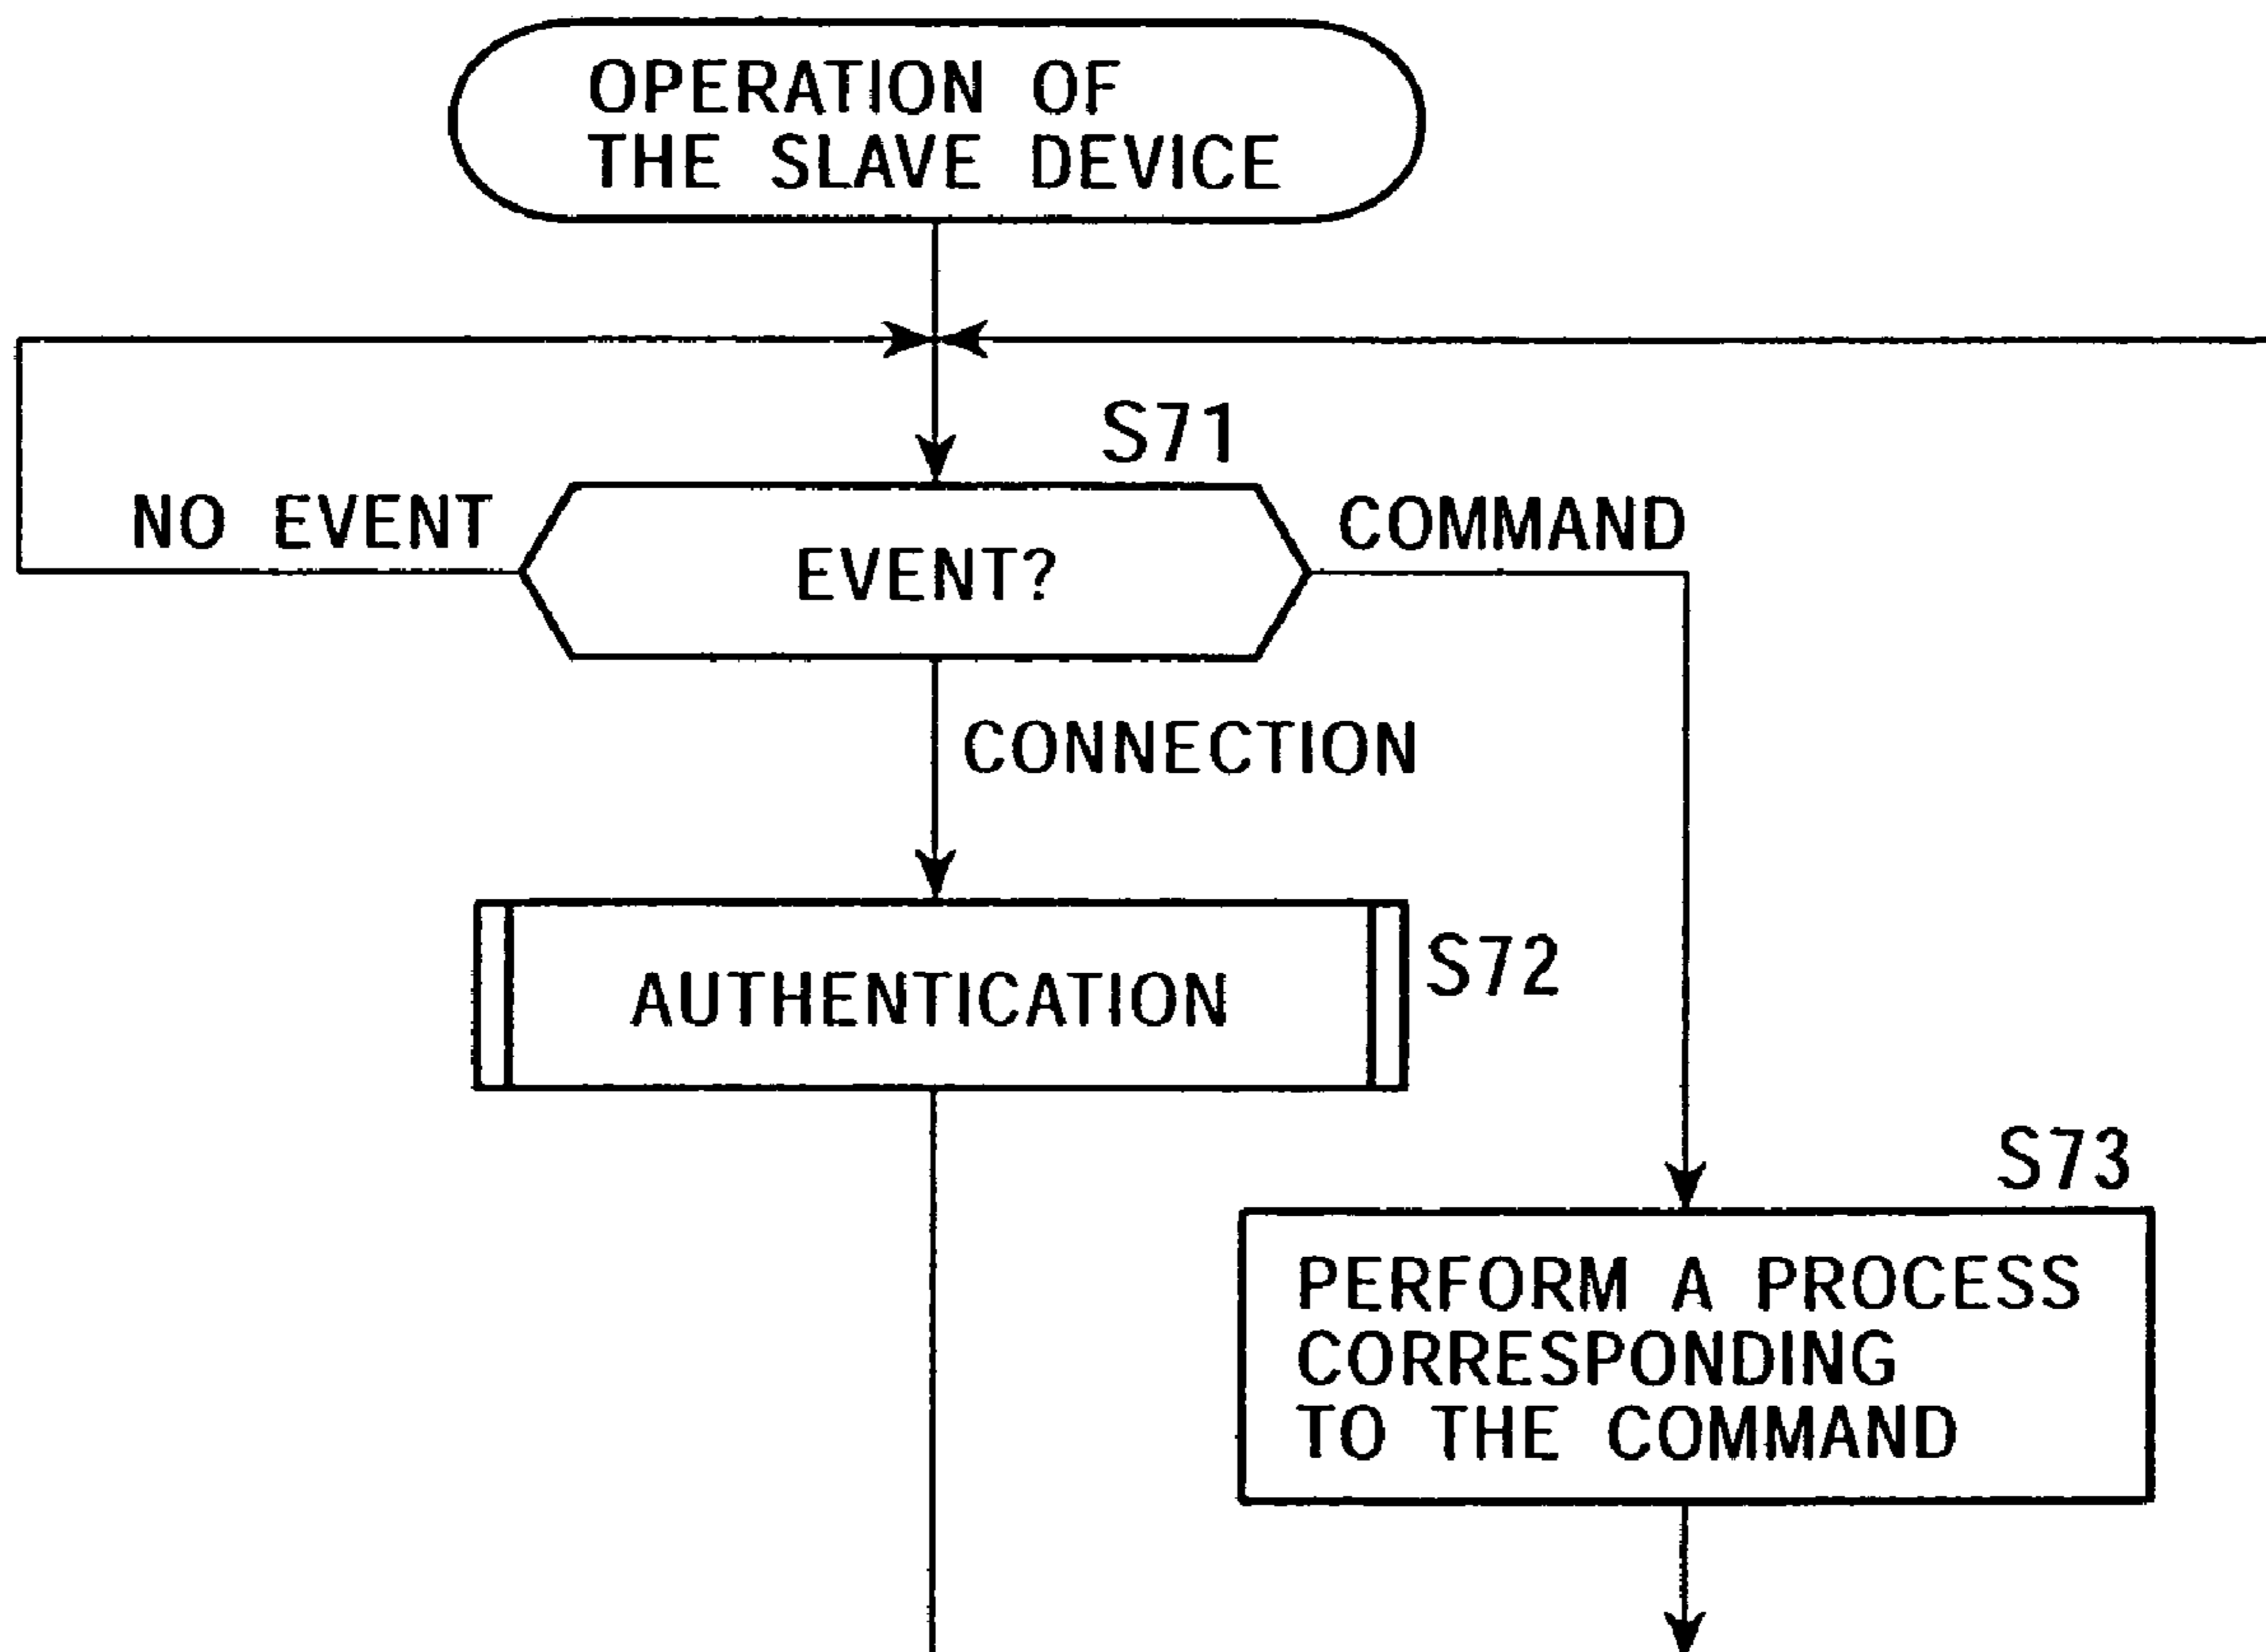 OPERATION OF
THE SLAVE DEVICE
S71
NO EVENT
EVENT?
COMMAND
CONNECTION
AUTHENTICATION
S72
S73
PERFORM A PROCESS
CORRESPONDING
TO THE COMMAND